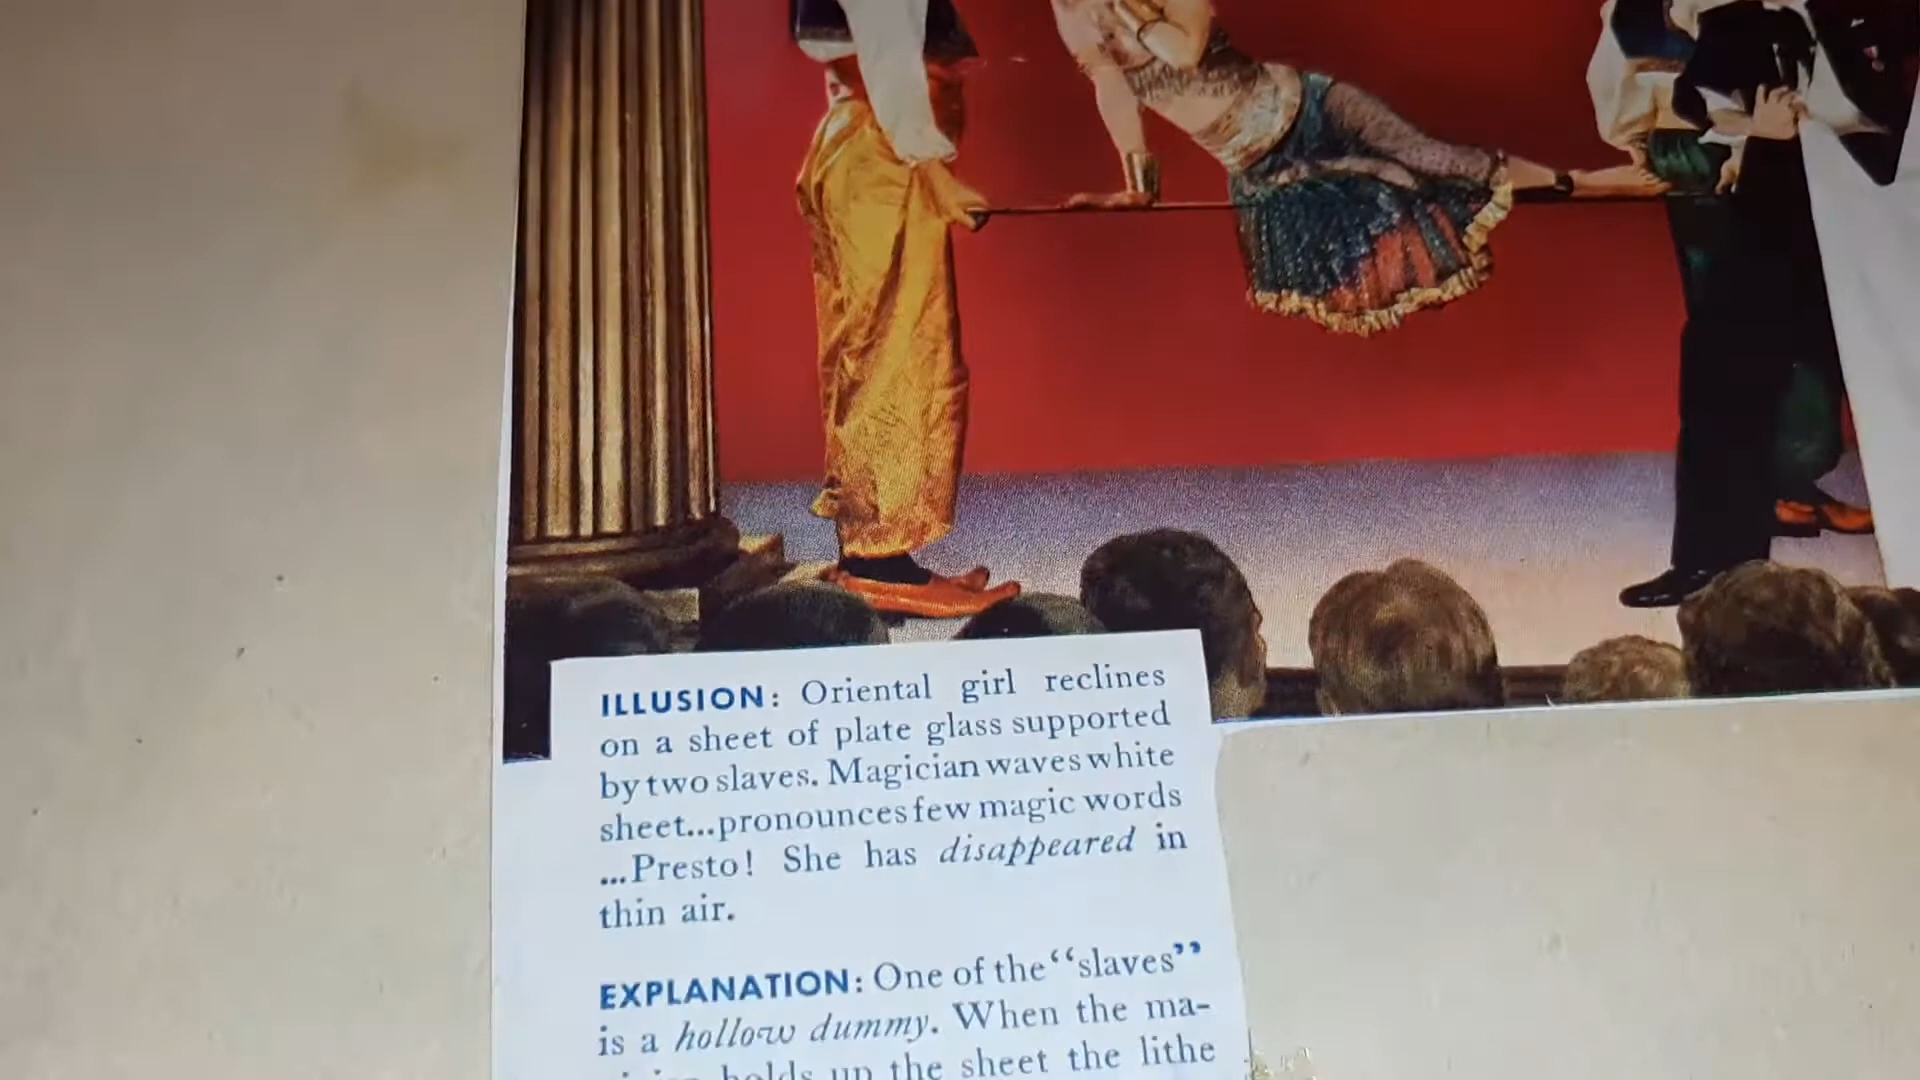 ILLUSION: Oriental girl reclines
on a sheet of plate glass supported
by two slaves. Magician waves white
sheet...pronounces few magic words
...Presto! She has disappeared in
thin air.
EXPLANATION: One of the “slaves”
is a hollow dummy. When the ma-
holds up the sheet the lithe